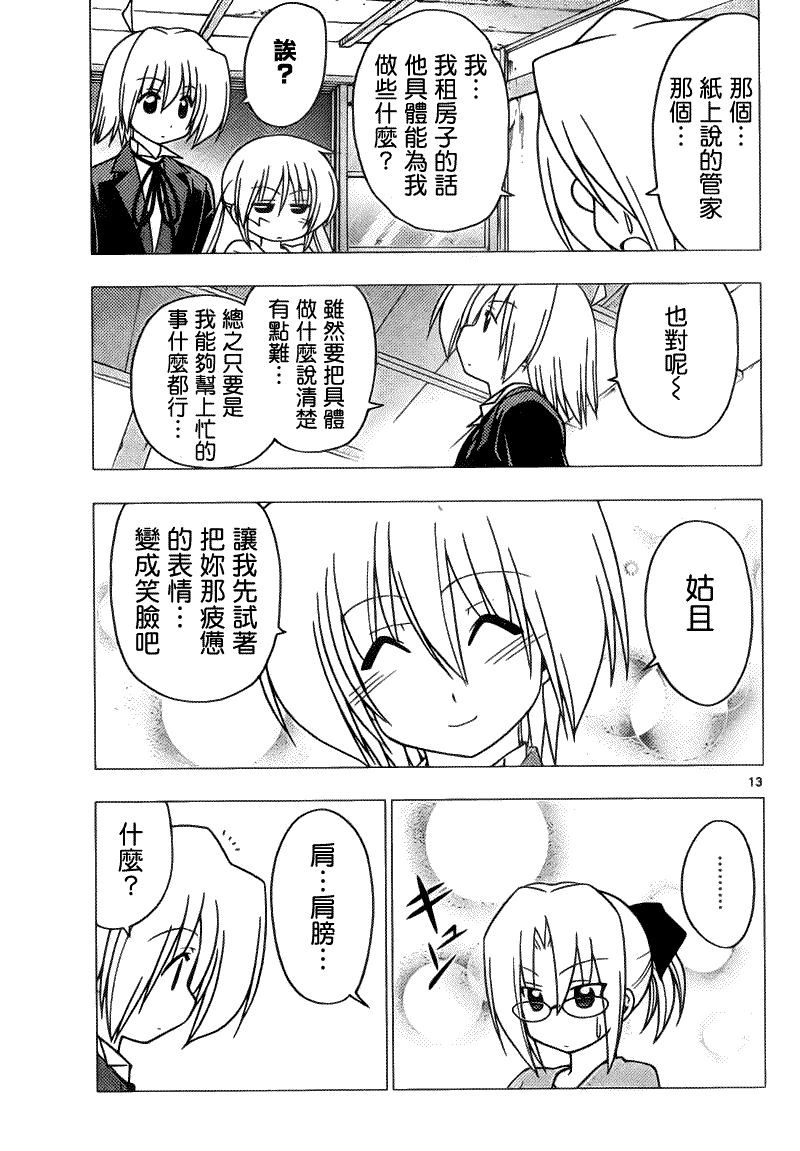 那個…
紙上說的管家
那個…
我…
我租房子的話
他具體能為我
做些什麼？
誒？
也對呢～
雖然要把具體
做什麼說清楚
有點難…
總之只要是
我能夠幫上忙的
事什麼都行…
姑且
讓我先試著
把妳那疲憊
的表情…
變成笑臉吧
13
………
肩…肩膀…
什麼？